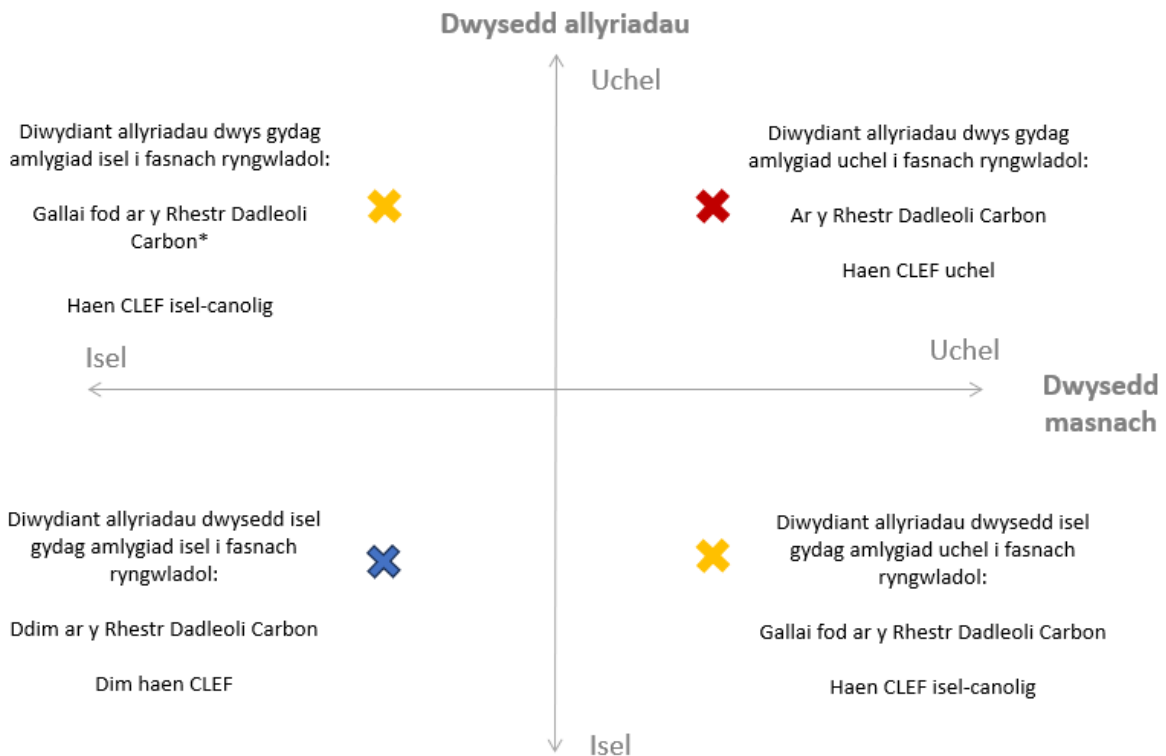 Dwysedd allyriadau
Uchel
Diwydiant allyriadau dwys gydag
amlygiad isel i fasnach ryngwladol:
Gallai fod ar y Rhestr Dadleoli
Carbon*
Haen CLEF isel-canolig
Diwydiant allyriadau dwys gydag
amlygiad uchel i fasnach ryngwladol:
Ar y Rhestr Dadleoli Carbon
Haen CLEF uchel
Isel
Uchel
Dwysedd
masnach
Diwydiant allyriadau dwysedd isel
gydag amlygiad isel i fasnach
ryngwladol:
Ddim ar y Rhestr Dadleoli Carbon
Dim haen CLEF
Diwydiant allyriadau dwysedd isel
gydag amlygiad uchel i fasnach
ryngwladol:
Gallai fod ar y Rhestr Dadleoli Carbon
Haen CLEF isel-canolig
Isel